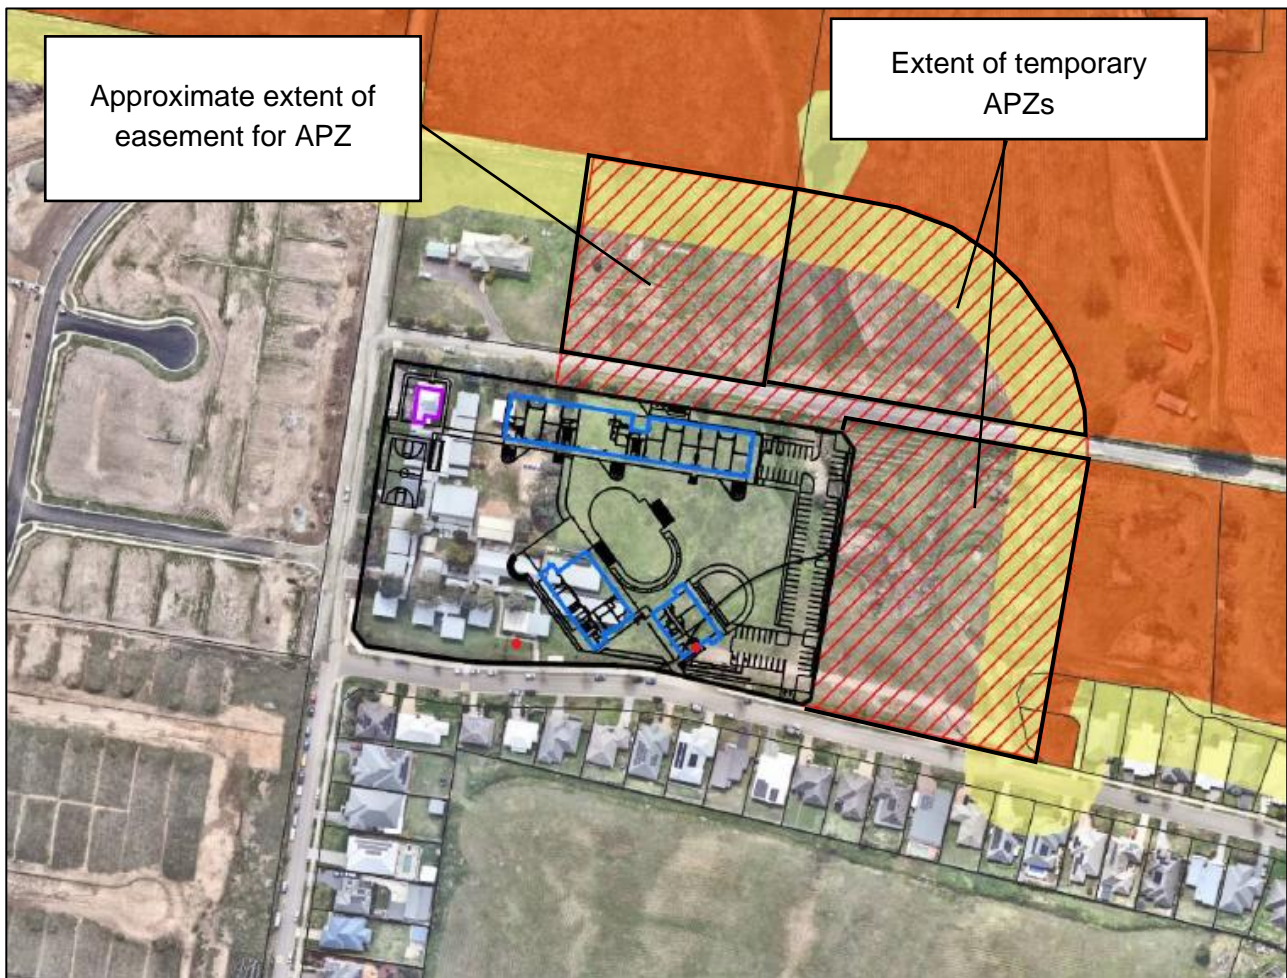 Approximate extent of
easement for APZ
Extent of temporary
APZs